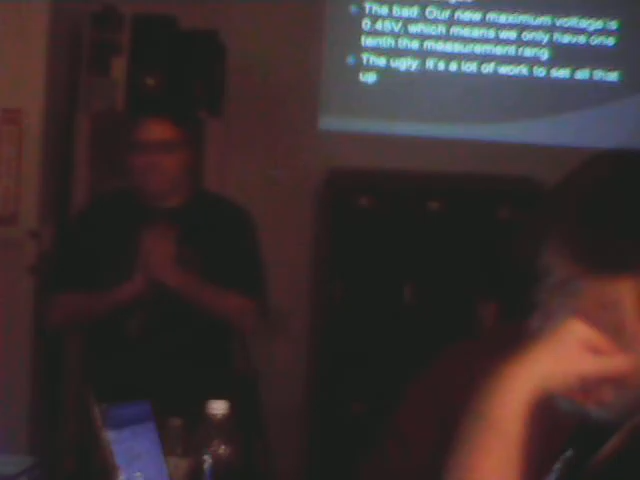 The bad: Our new maximum voltage is
0.45V, which means we only have one
tenth the measurement rang
The ugly: It's a lot of work to set all that
up